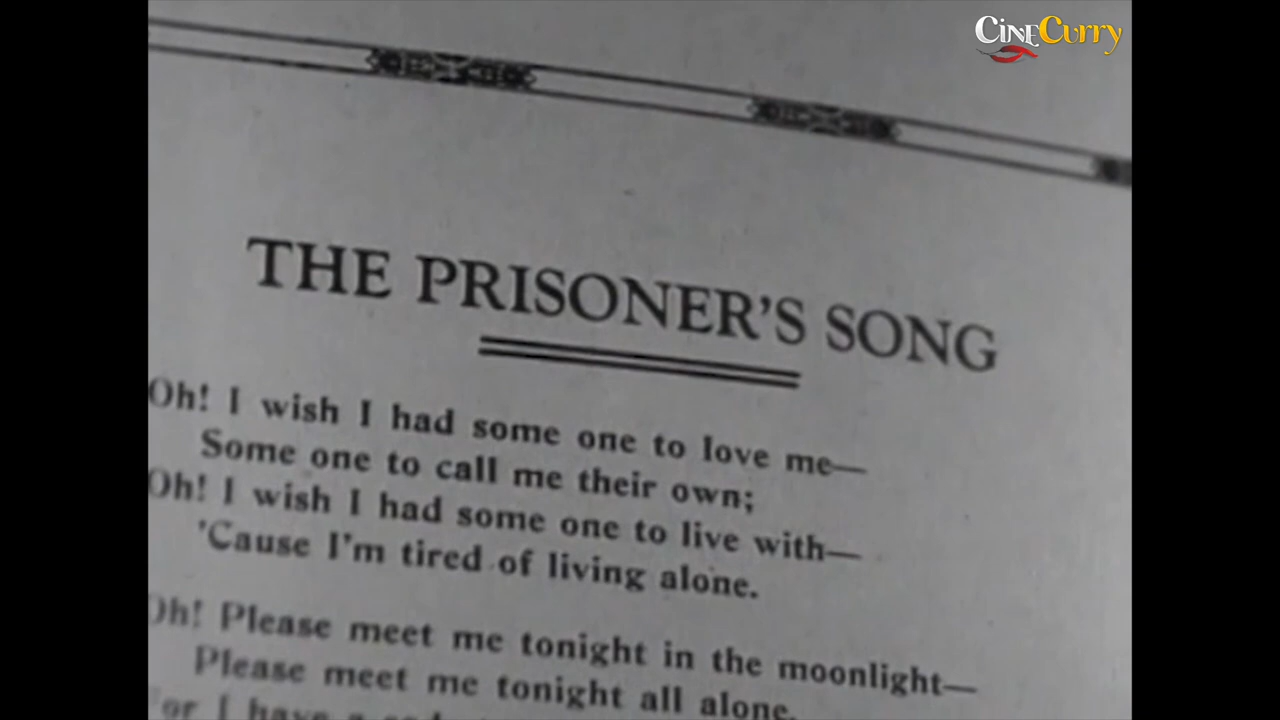 CINECURRY
THE PRISONER'S SONG
Oh! I wish I had some one to love me—
Some one to call me their own;
Oh! I wish I had some one to live with—
'Cause I'm tired of living alone.
Oh! Please meet me tonight in the moonlight—
Please meet me tonight all alone,
For I have a